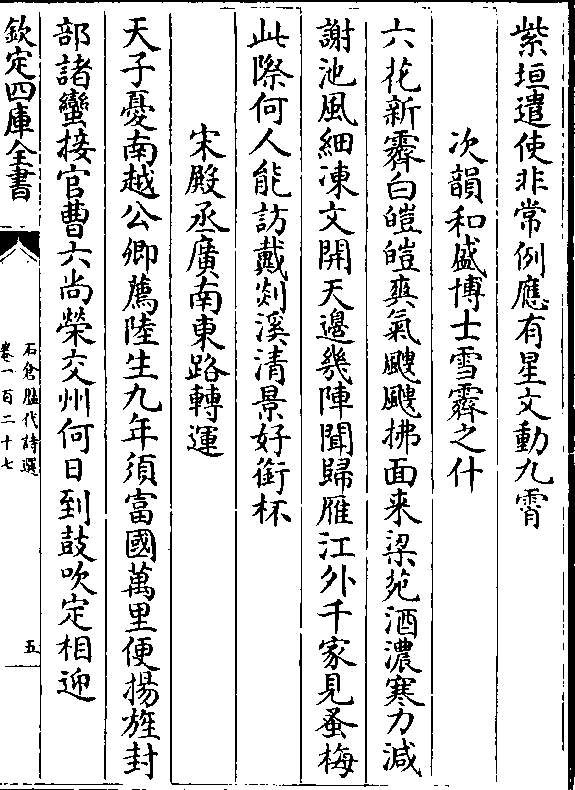 紫垣遣使非常例應有星文動九霄
次韻和盛博士雪霽之什
六花新霽白皚皚爽氣颼颼拂面来梁苑酒濃寒力減
謝池風細凍文開天邊幾陣聞歸雁江外千家見蚤梅
此際何人能訪戴剡溪清景好銜杯
宋殿丞廣南東路轉運
天子憂南越公卿薦陸生九年須富國萬里便揚旌封
部諸蠻接官曹六尚榮交州何日到鼓吹定相迎
欽定四庫全書
石倉歴代詩選
卷一百二十七
五